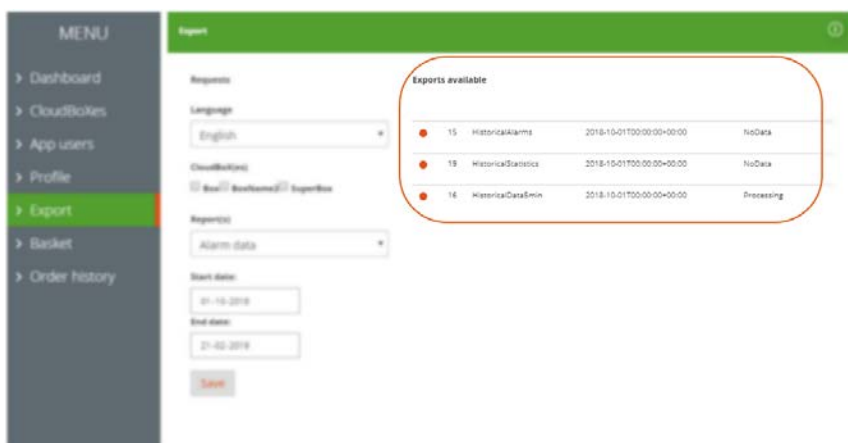 MENU
Export
> Dashboard
> CloudBoXes
> App users
> Profile
> Export
> Basket
> Order history
Requests:
Language
English
CloudBoX(es)
Box BoxName2 SuperBox
Report(s)
Alarm data
Start date:
01-10-2018
End date:
21-02-2019
Save
Exports available
15 HistoricalAlarms 2018-10-01T00:00:00+00:00 NoData
19 HistoricalStatistics 2018-10-01T00:00:00+00:00 NoData
16 HistoricalData6min 2018-10-01T00:00:00+00:00 Processing